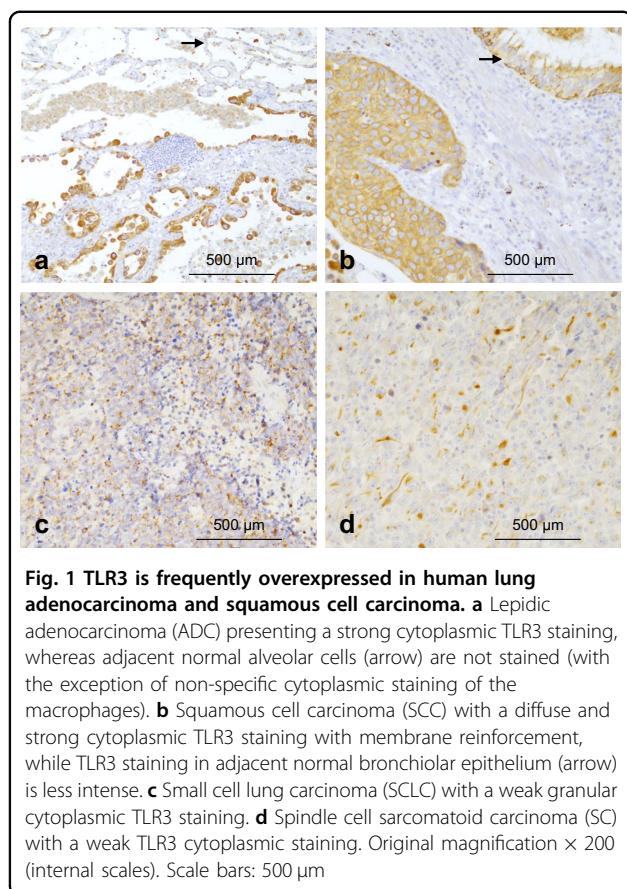 a
500 µm
b
500 µm
c
500 µm
d
500 µm
Fig. 1 TLR3 is frequently overexpressed in human lung
adenocarcinoma and squamous cell carcinoma. a Lepidic
adenocarcinoma (ADC) presenting a strong cytoplasmic TLR3 staining,
whereas adjacent normal alveolar cells (arrow) are not stained (with
the exception of non-specific cytoplasmic staining of the
macrophages). b Squamous cell carcinoma (SCC) with a diffuse and
strong cytoplasmic TLR3 staining with membrane reinforcement,
while TLR3 staining in adjacent normal bronchiolar epithelium (arrow)
is less intense. c Small cell lung carcinoma (SCLC) with a weak granular
cytoplasmic TLR3 staining. d Spindle cell sarcomatoid carcinoma (SC)
with a weak TLR3 cytoplasmic staining. Original magnification × 200
(internal scales). Scale bars: 500 µm